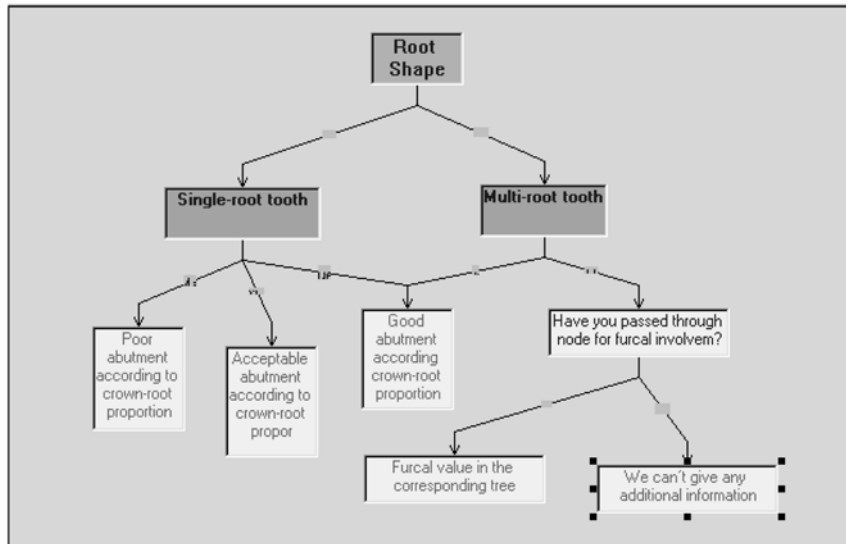 Root
Shape
Single-root tooth
Multi-root tooth
Poor
abutment
according to
crown-root
proportion
Acceptable
abutment
according to
crown-root
propor
Good
abutment
according
crown-root
proportion
Have you passed through
node for furcal involvem?
Furcal value in the
corresponding tree
We can't give any
additional information